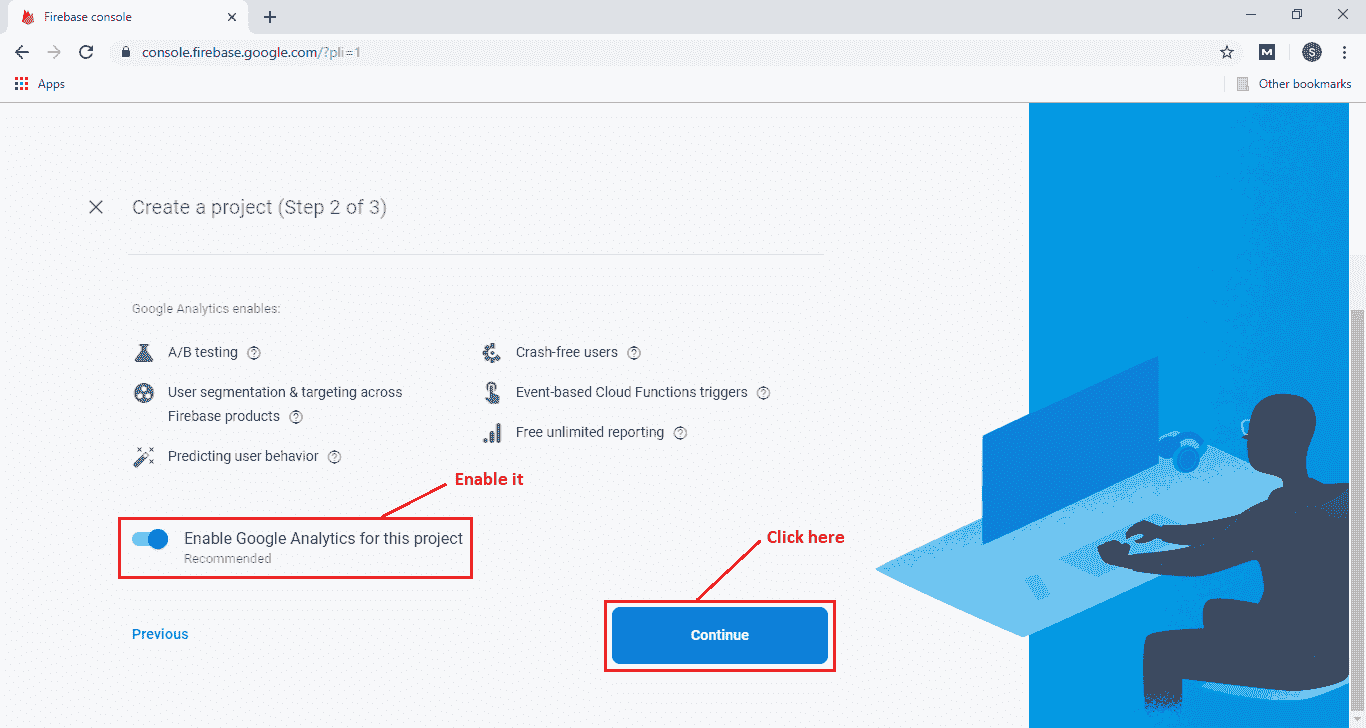 Firebase console
console.firebase.google.com/?pli=1
M
S
Apps
Other bookmarks
Create a project (Step 2 of 3)
Google Analytics enables:
A/B testing
User segmentation & targeting across
Firebase products
Predicting user behavior
Crash-free users
Event-based Cloud Functions triggers
Free unlimited reporting
Enable it
Enable Google Analytics for this project
Recommended
Click here
Previous
Continue